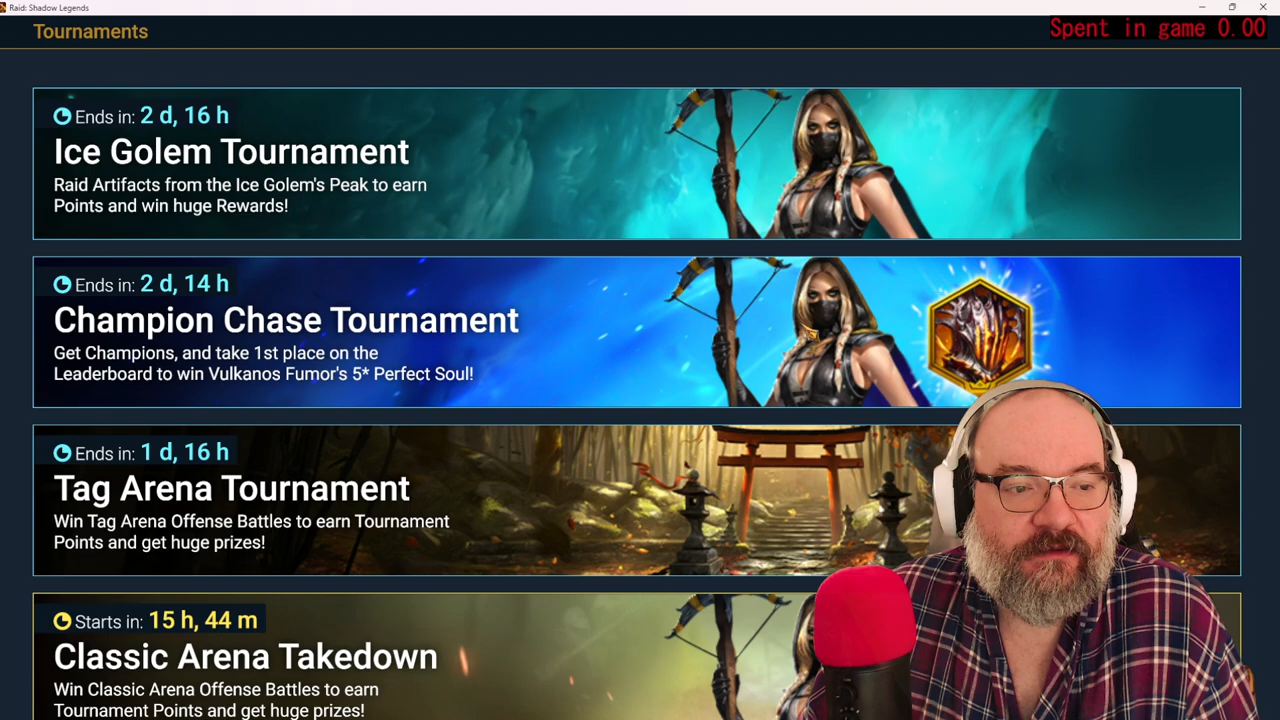 Raid: Shadow Legends
Tournaments
Spent in game 0.00
Ends in: 2 d, 16 h
Ice Golem Tournament
Raid Artifacts from the Ice Golem's Peak to earn
Points and win huge Rewards!
Ends in: 2 d, 14 h
Champion Chase Tournament
Get Champions, and take 1st place on the
Leaderboard to win Vulkanos Fumor's 5* Perfect Soul!
Ends in: 1 d, 16 h
Tag Arena Tournament
Win Tag Arena Offense Battles to earn Tournament
Points and get huge prizes!
Starts in: 15 h, 44 m
Classic Arena Takedown
Win Classic Arena Offense Battles to earn
Tournament Points and get huge prizes!